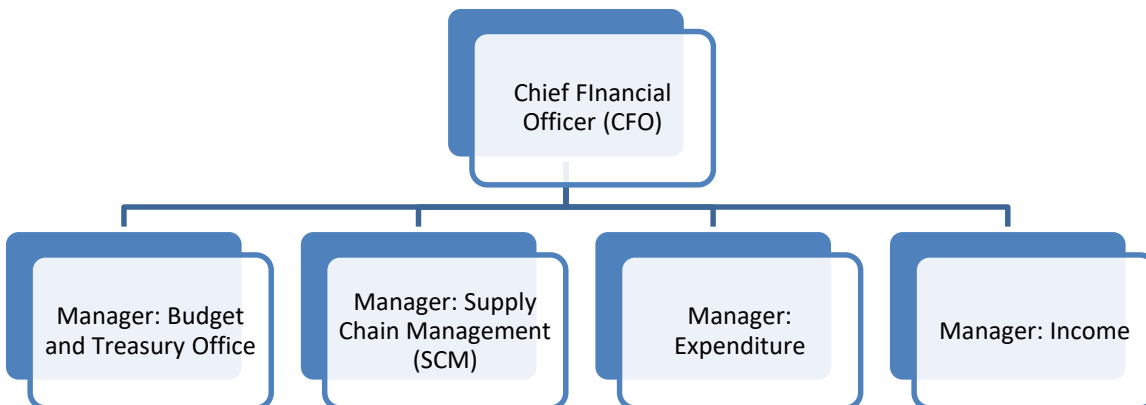 Chief FInancial
Officer (CFO)
Manager: Budget
and Treasury Office
Manager: Supply
Chain Management
(SCM)
Manager:
Expenditure
Manager: Income